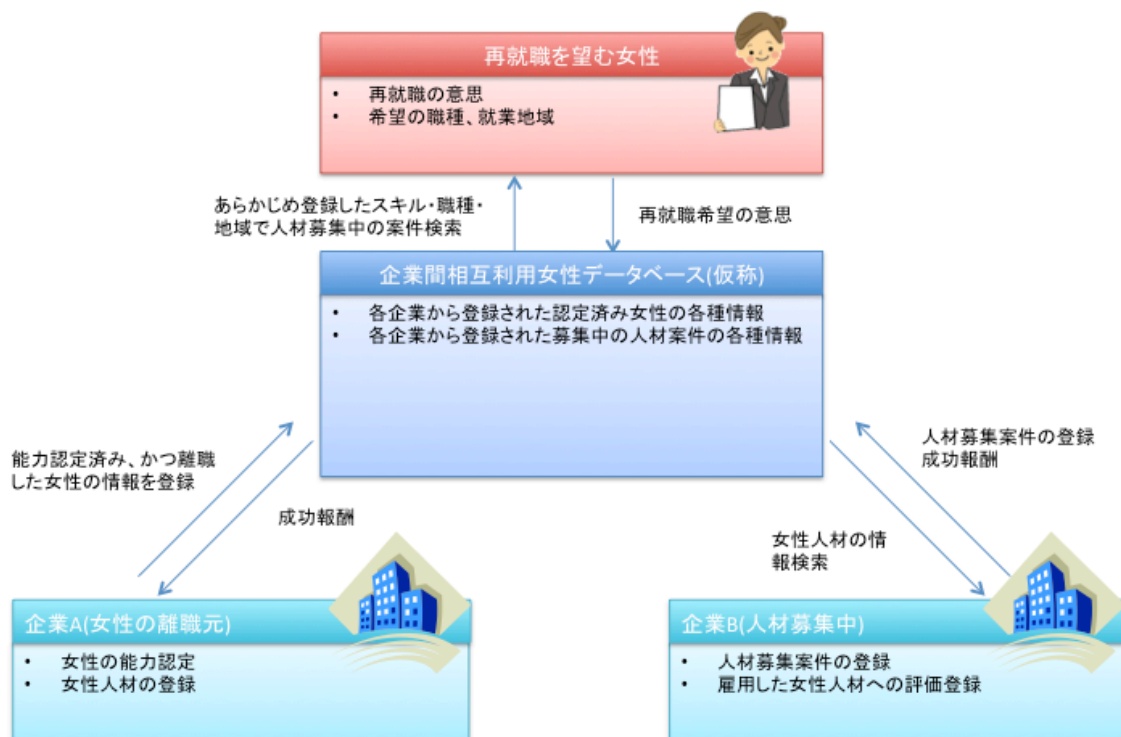 再就職を望む女性
• 再就職の意思
• 希望の職種、就業地域
あらかじめ登録したスキル・職種・
地域で人材募集中の案件検索
再就職希望の意思
企業間相互利用女性データベース(仮称)
• 各企業から登録された認定済み女性の各種情報
• 各企業から登録された募集中の人材案件の各種情報
能力認定済み、かつ離職
した女性の情報を登録
成功報酬
人材募集案件の登録
成功報酬
女性人材の情
報検索
企業A(女性の離職元)
• 女性の能力認定
• 女性人材の登録
企業B(人材募集中)
• 人材募集案件の登録
• 雇用した女性人材への評価登録